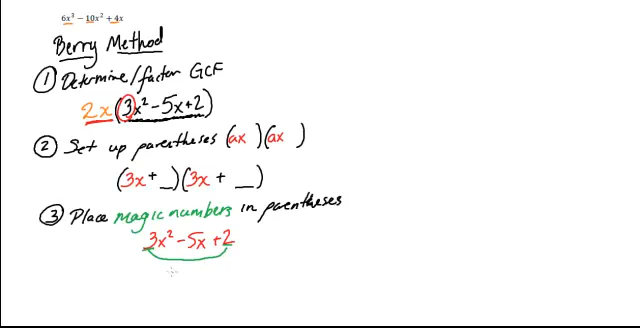 6x³ − 10x² + 4x
Berry Method
① Determine/factor GCF
2x(3x² − 5x + 2)
② Set up parentheses (ax )(ax )
(3x + _)(3x + _)
③ Place magic numbers in parentheses
3x² − 5x + 2